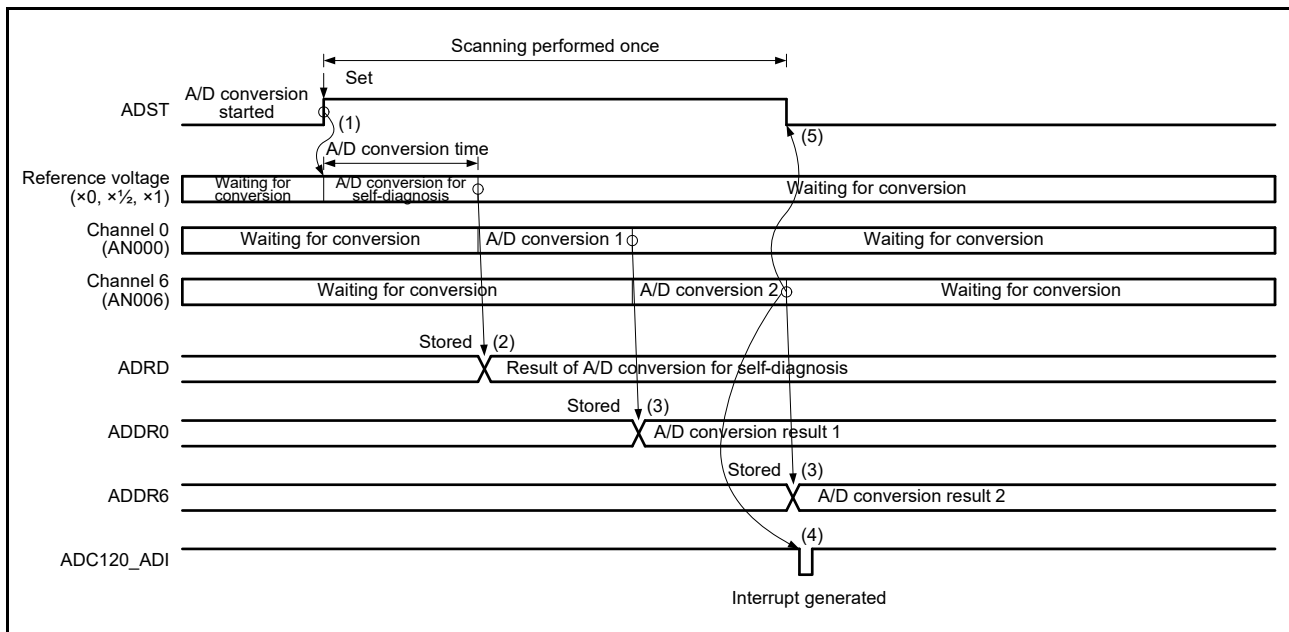 Scanning performed once
Set
A/D conversion
started
ADST
(1)
(5)
A/D conversion time
Reference voltage
(×0, ×½, ×1)
Waiting for
conversion
A/D conversion for
self-diagnosis
Waiting for conversion
Channel 0
(AN000)
Waiting for conversion
A/D conversion 1
Waiting for conversion
Channel 6
(AN006)
Waiting for conversion
A/D conversion 2
Waiting for conversion
Stored
(2)
ADRD
Result of A/D conversion for self-diagnosis
Stored
(3)
ADDR0
A/D conversion result 1
Stored
(3)
ADDR6
A/D conversion result 2
(4)
ADC120_ADI
Interrupt generated